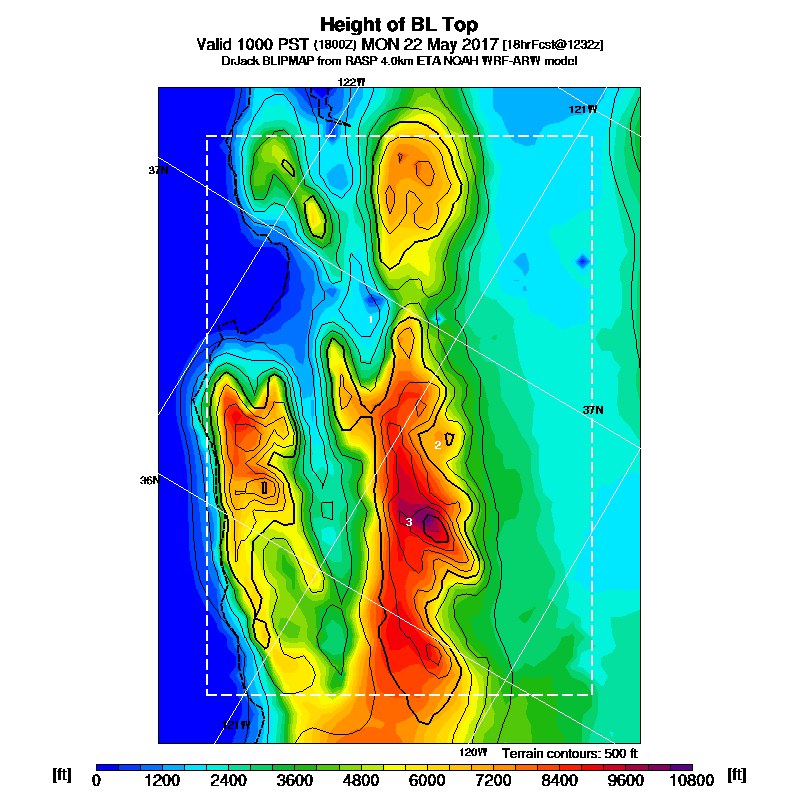 Height of BL Top
Valid 1000 PST (1800Z) MON 22 May 2017 [18hrFcst@1232z]
DrJack BLIPMAP from RASP 4.0km ETA NOAH WRF-ARW model
122W
121W
37N
1
37N
2
36N
3
121W
120W
Terrain contours: 500 ft
[ft] 0 1200 2400 3600 4800 6000 7200 8400 9600 10800 [ft]